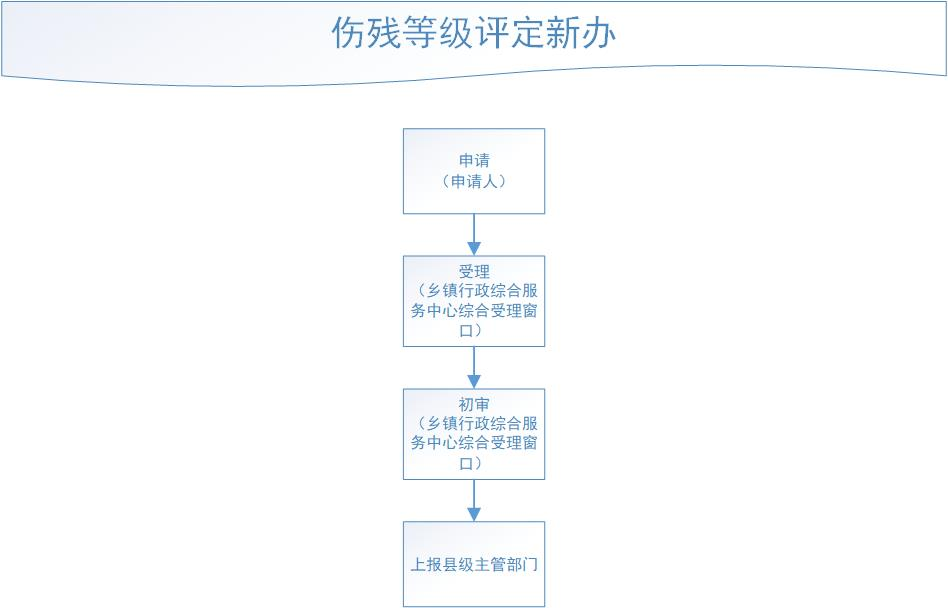 伤残等级评定新办
申请
（申请人）
受理
（乡镇行政综合服
务中心综合受理窗
口）
初审
（乡镇行政综合服
务中心综合受理窗
口）
上报县级主管部门